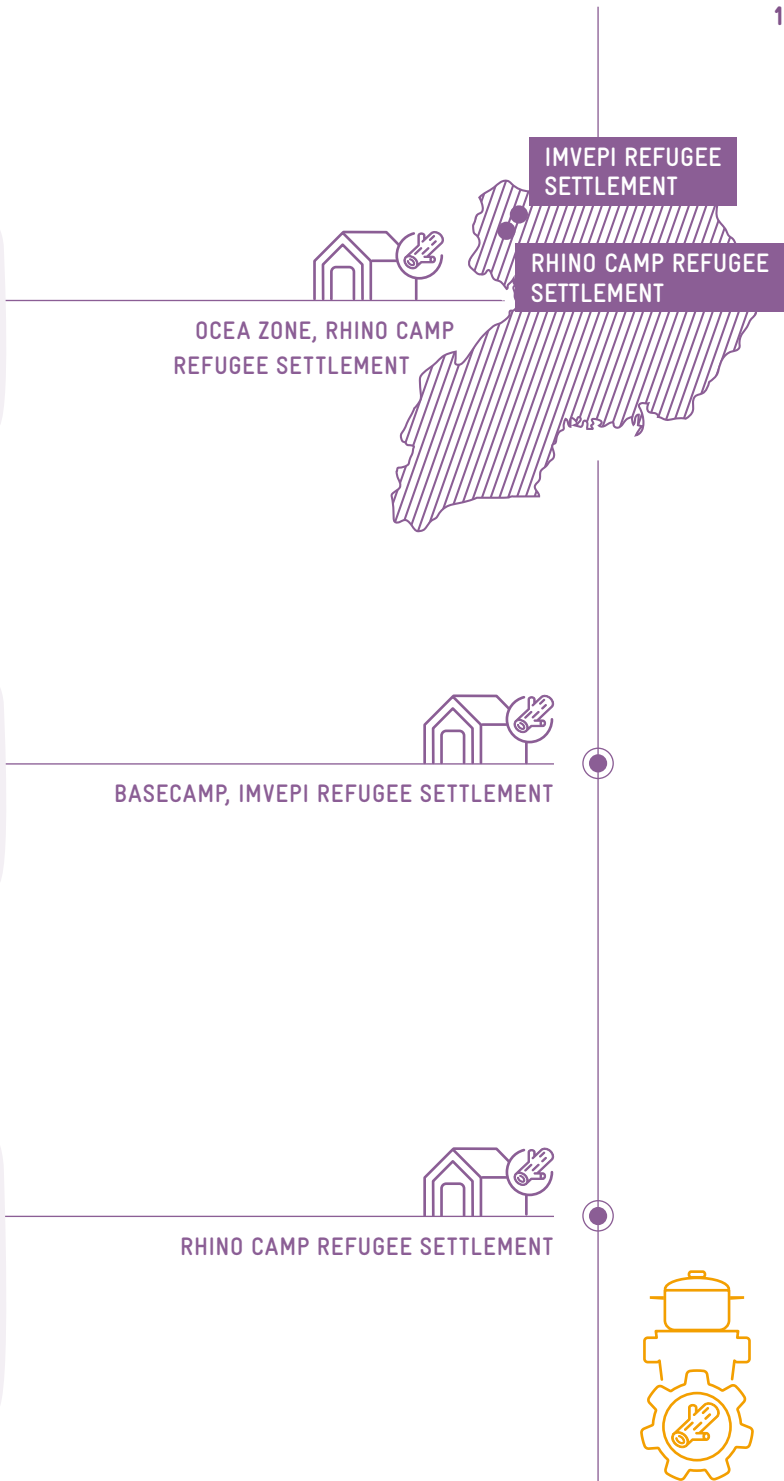 1
IMVEPI REFUGEE
SETTLEMENT
RHINO CAMP REFUGEE
SETTLEMENT
OCEA ZONE, RHINO CAMP
REFUGEE SETTLEMENT
BASECAMP, IMVEPI REFUGEE SETTLEMENT
RHINO CAMP REFUGEE SETTLEMENT